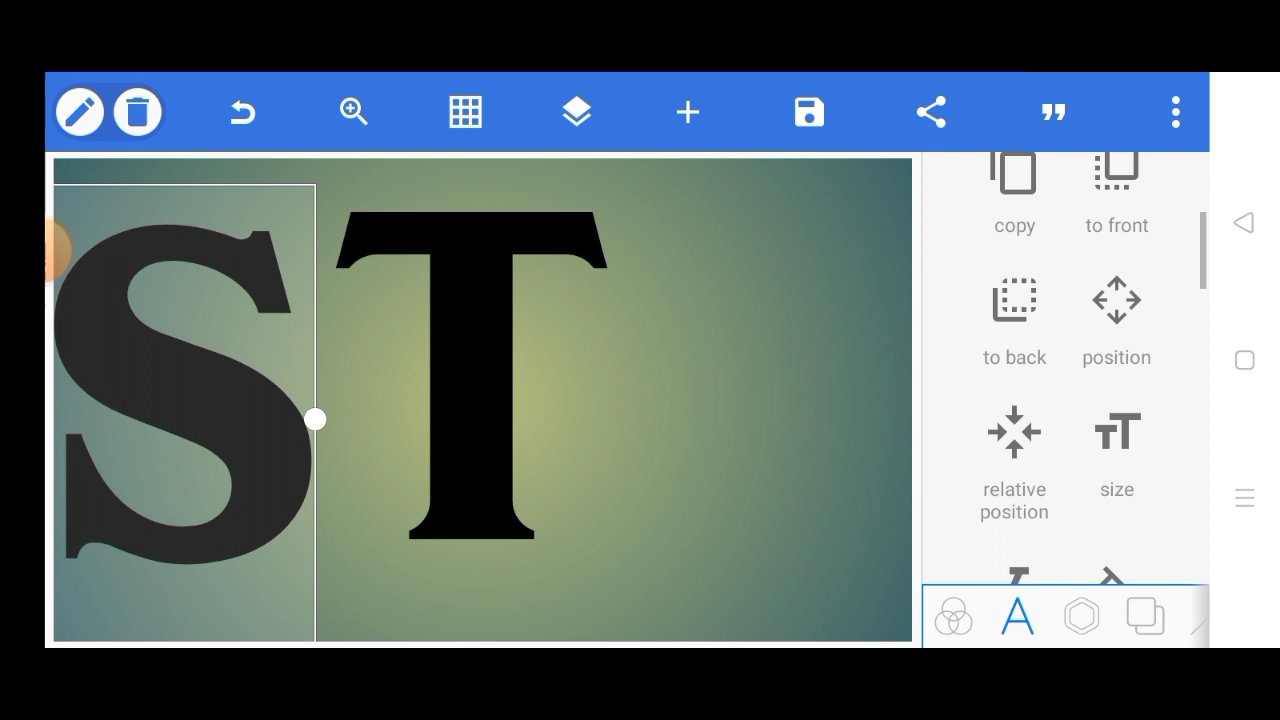 S T
copy to front
to back position
relative position size